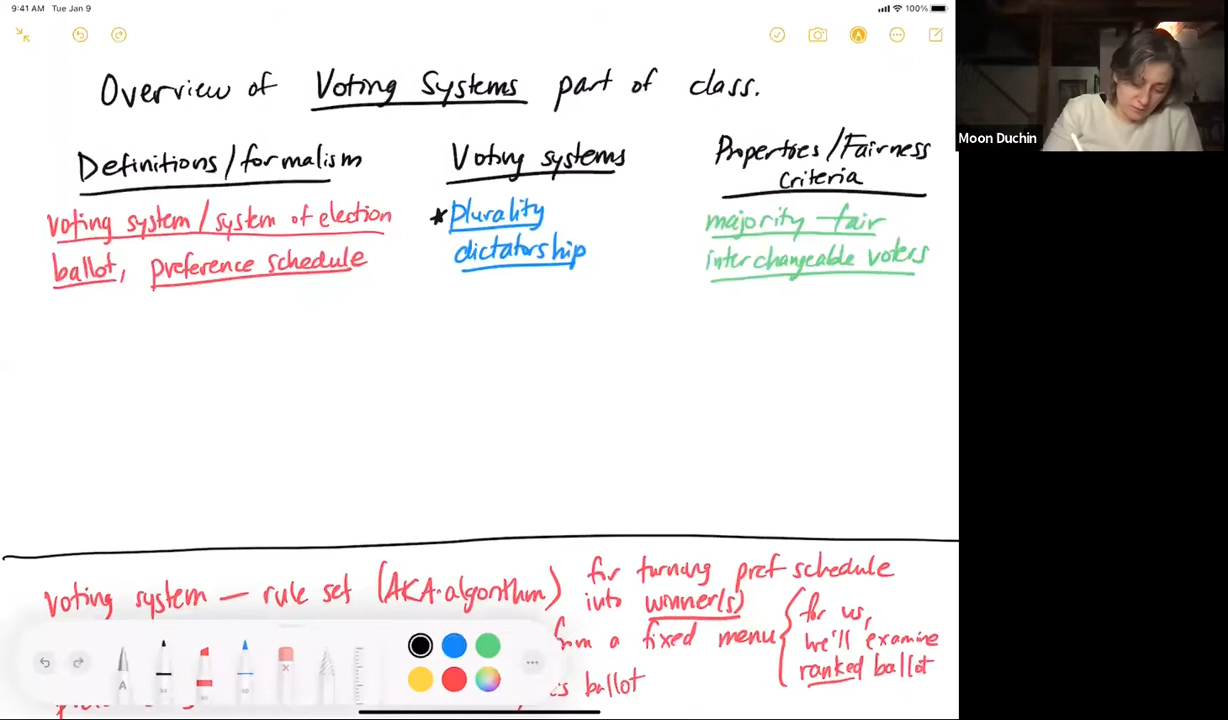 9:41 AM Tue Jan 9
100%
Overview of Voting Systems part of class.
Definitions/formalism
voting system/system of election
ballot, preference schedule
Voting systems
*plurality
dictatorship
Properties/Fairness
Criteria
majority fair
interchangeable voters
voting system — rule set (AKA algorithm) for turning pref schedule
into winner(s)
from a fixed menu
ballot
{for us,
we'll examine
ranked ballot
A
Moon Duchin